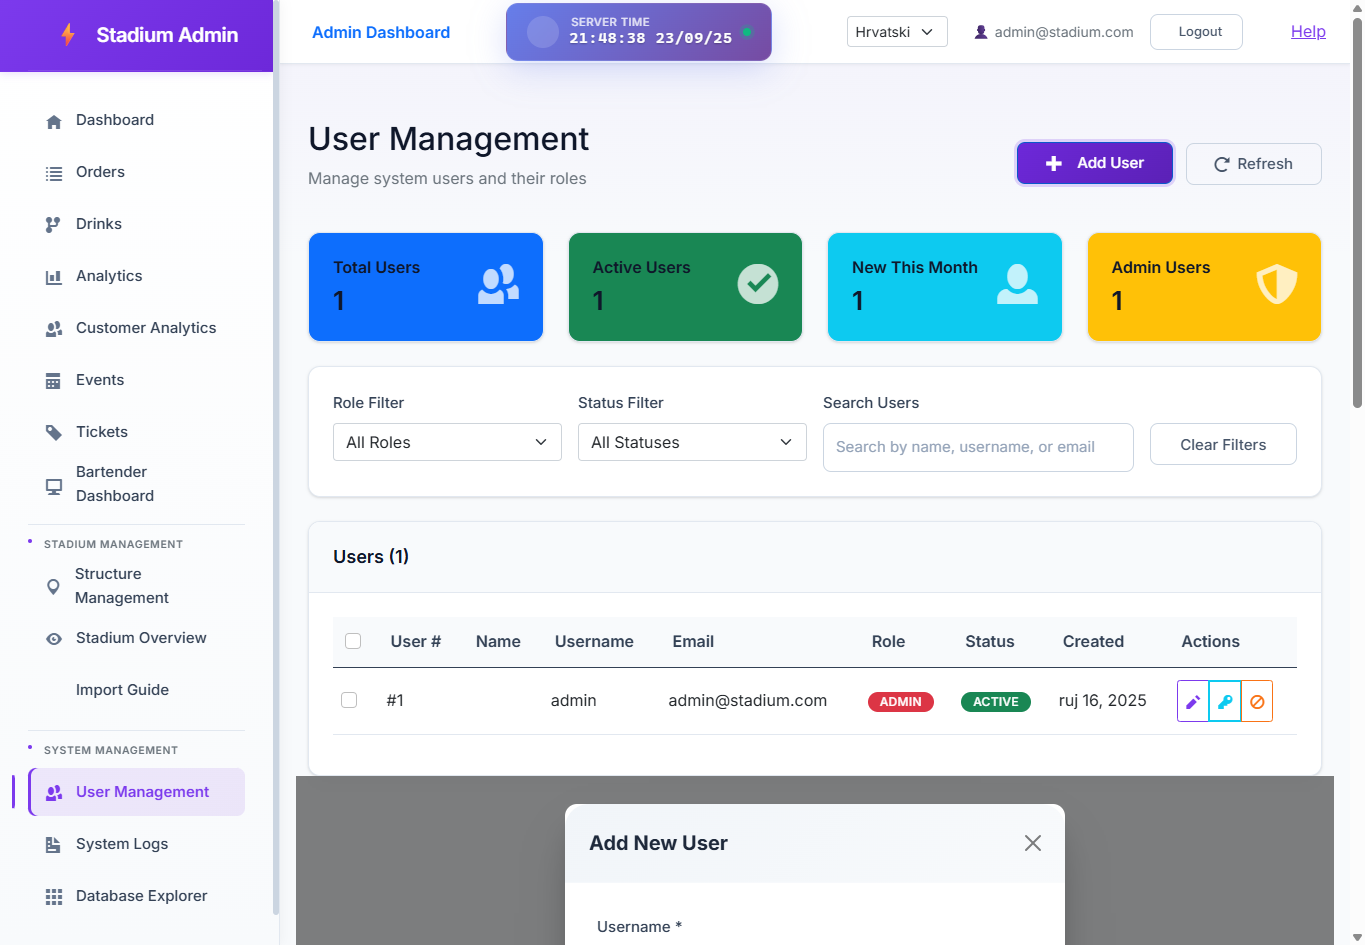 Stadium Admin
Admin Dashboard
SERVER TIME
21:48:38 23/09/25
Hrvatski
admin@stadium.com
Logout
Help
Dashboard
Orders
Drinks
Analytics
Customer Analytics
Events
Tickets
Bartender
Dashboard
STADIUM MANAGEMENT
Structure
Management
Stadium Overview
Import Guide
SYSTEM MANAGEMENT
User Management
System Logs
Database Explorer
User Management
Manage system users and their roles
Add User
Refresh
Total Users
1
Active Users
1
New This Month
1
Admin Users
1
Role Filter
All Roles
Status Filter
All Statuses
Search Users
Search by name, username, or email
Clear Filters
Users (1)
User # Name Username Email Role Status Created Actions
#1 admin admin@stadium.com ADMIN ACTIVE ruj 16, 2025
Add New User
Username *